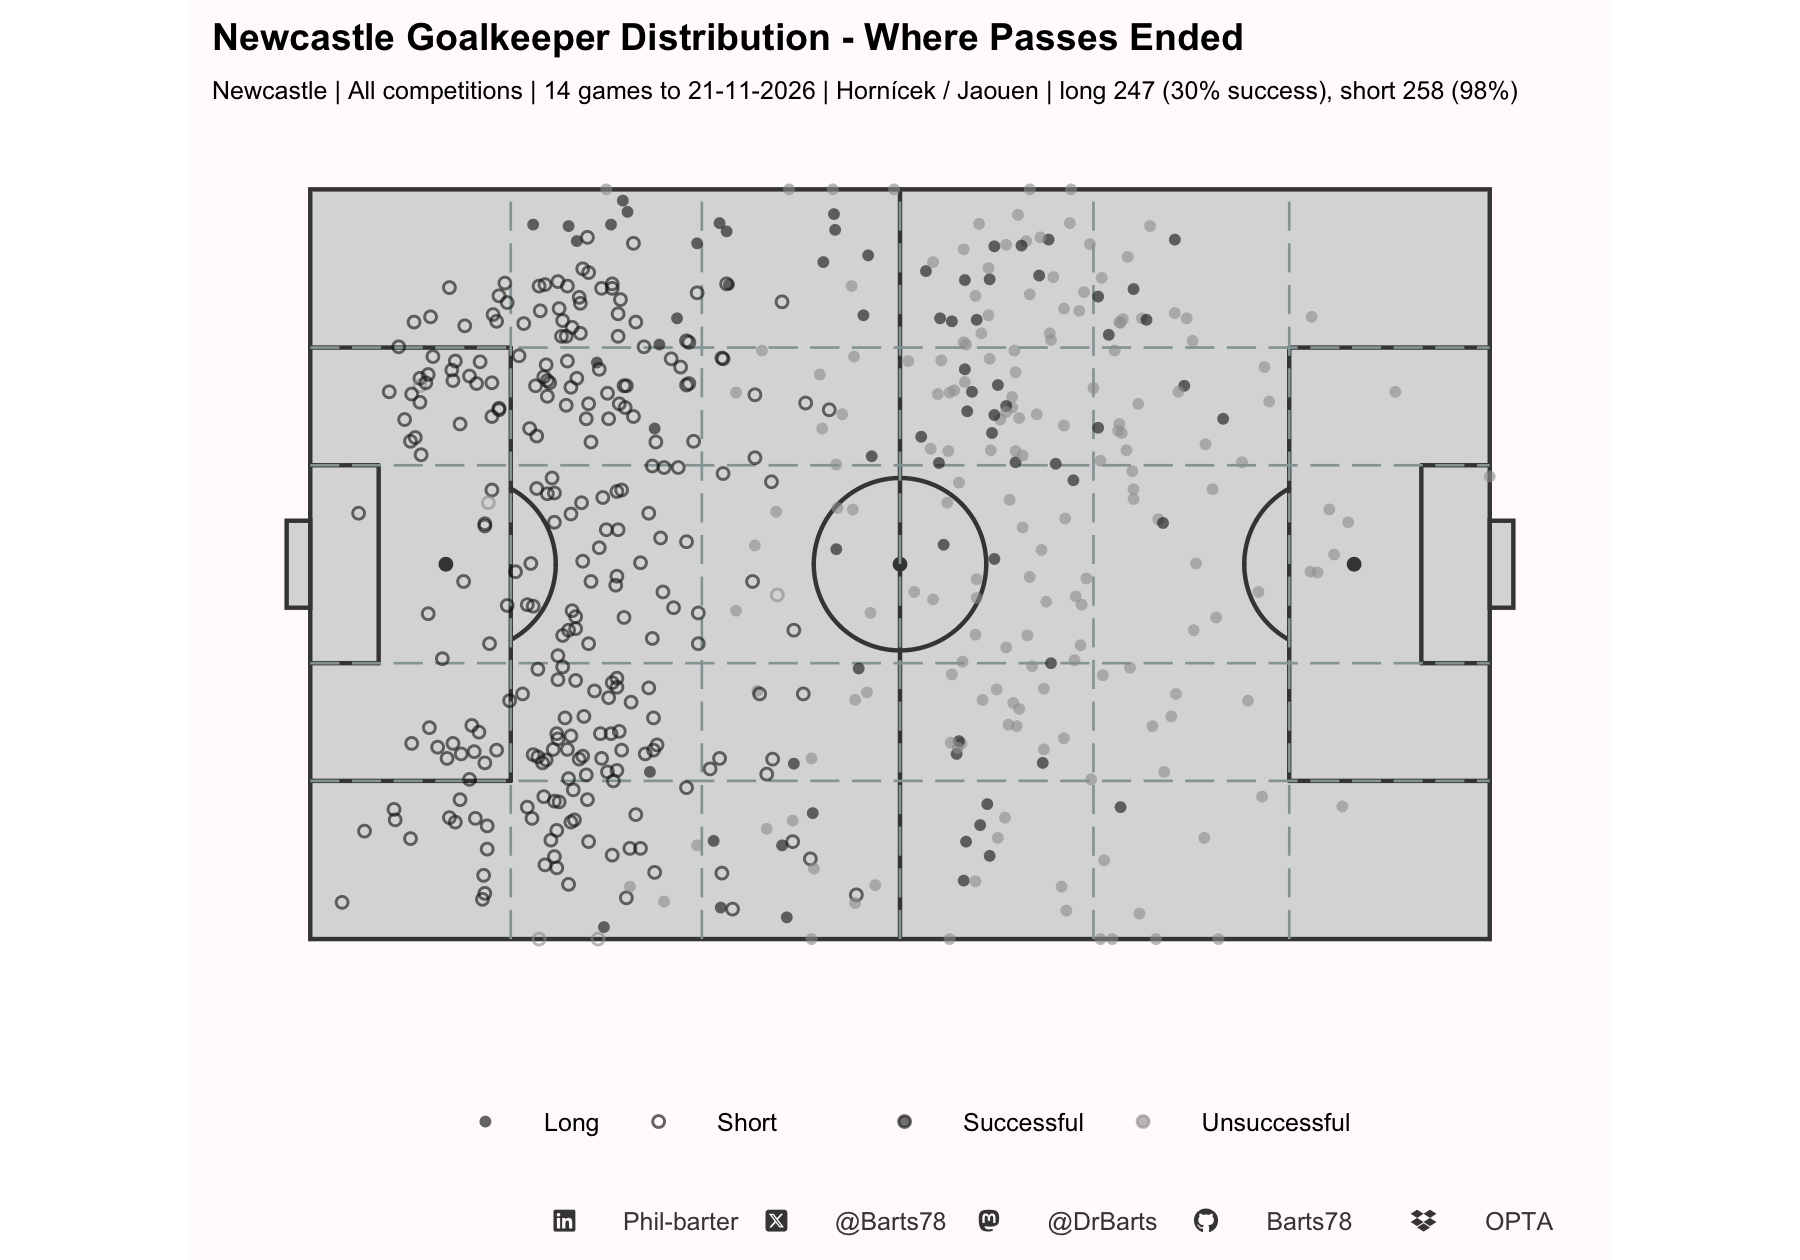 Newcastle Goalkeeper Distribution - Where Passes Ended
Newcastle | All competitions | 14 games to 21-11-2026 | Hornícek / Jaouen | long 247 (30% success), short 258 (98%)
Long Short Successful Unsuccessful
Phil-barter @Barts78 @DrBarts Barts78 OPTA